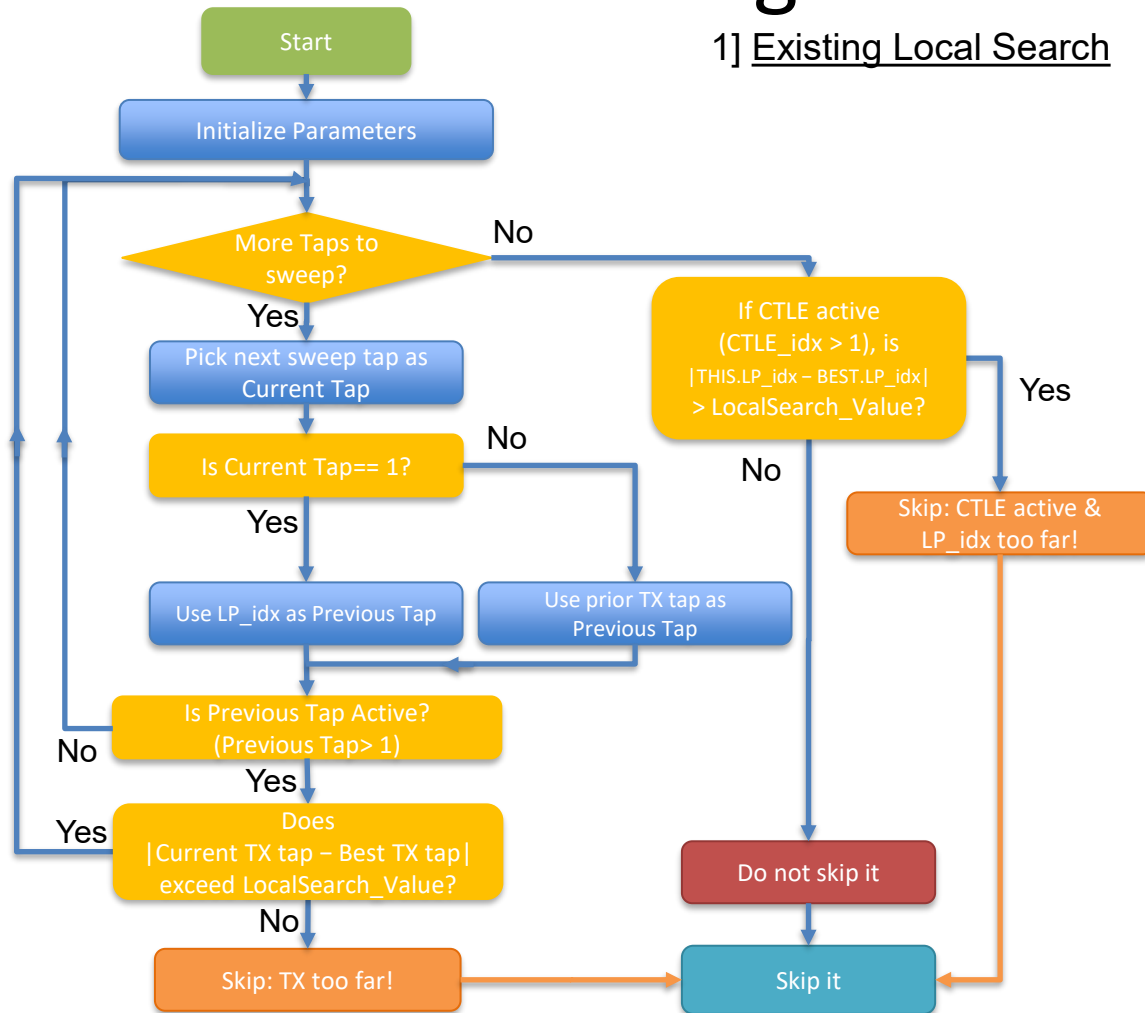 g
1] Existing Local Search
Start
Initialize Parameters
More Taps to
sweep?
No
Yes
Pick next sweep tap as
Current Tap
Is Current Tap== 1?
No
Yes
Use LP_idx as Previous Tap
Use prior TX tap as
Previous Tap
Is Previous Tap Active?
(Previous Tap> 1)
No
Yes
Does
|Current TX tap – Best TX tap|
exceed LocalSearch_Value?
Yes
No
Skip: TX too far!
If CTLE active
(CTLE_idx > 1), is
|THIS.LP_idx – BEST.LP_idx|
> LocalSearch_Value?
Yes
No
Skip: CTLE active &
LP_idx too far!
Do not skip it
Skip it